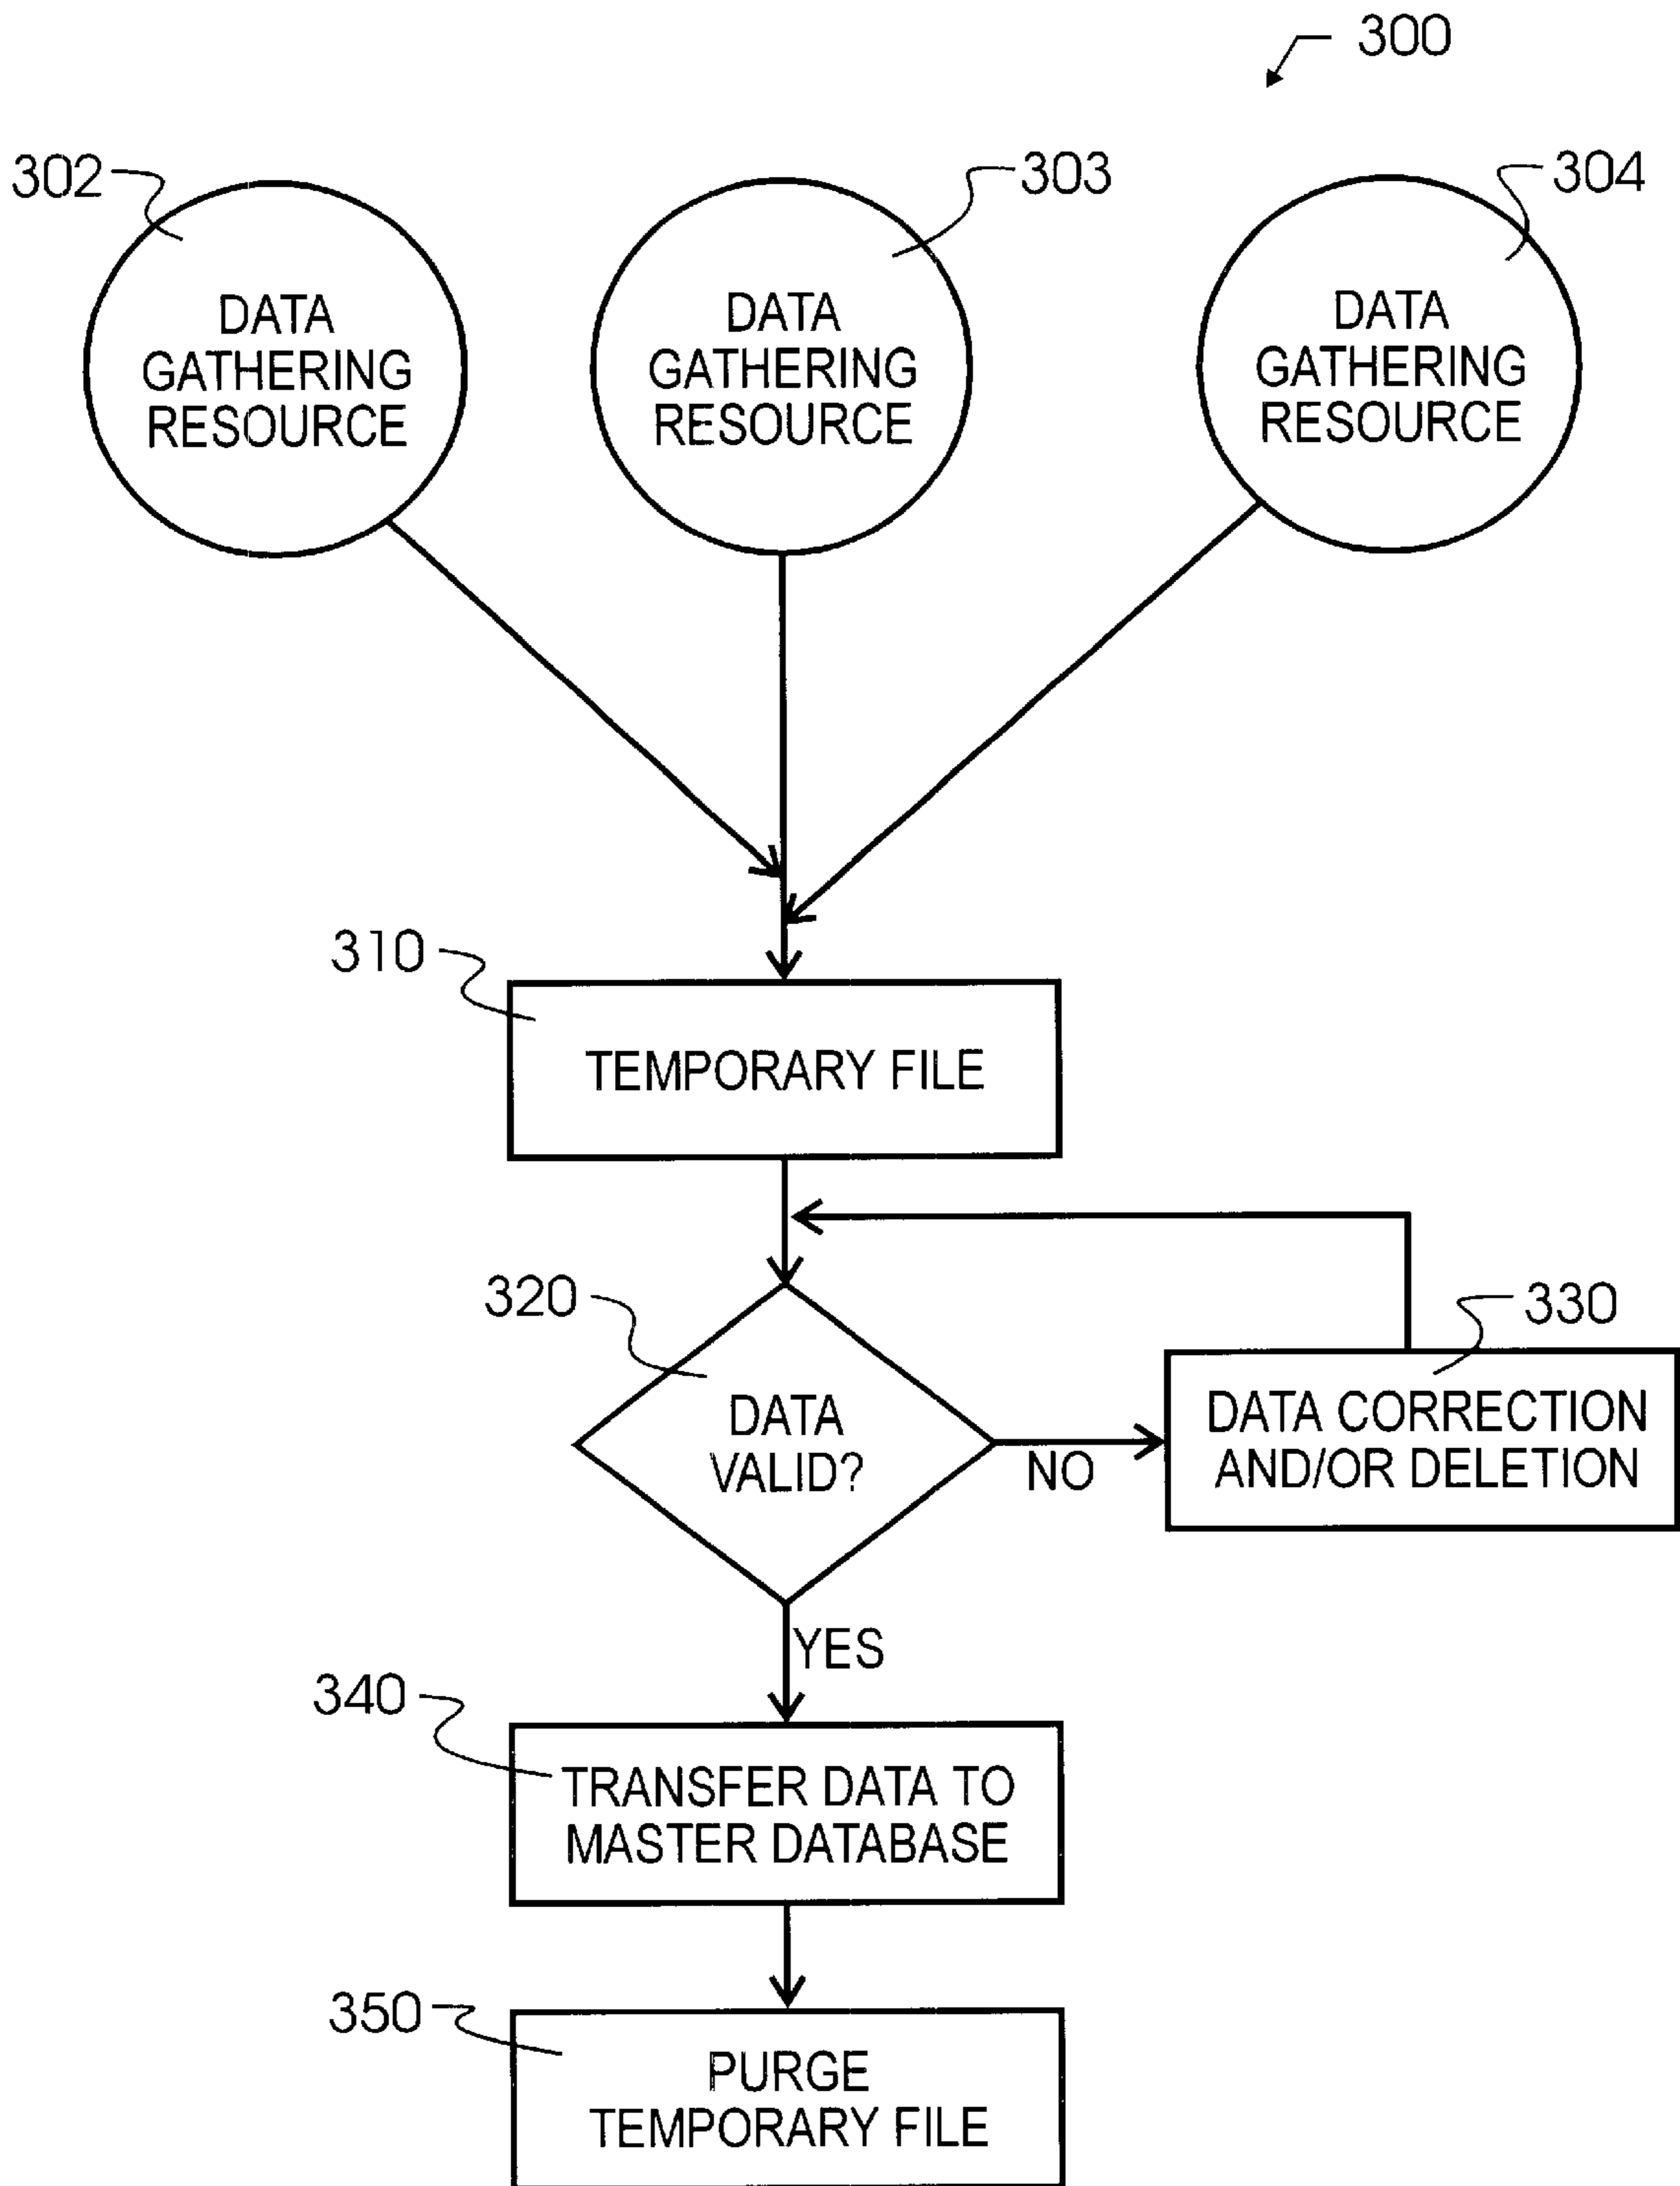 300
302
303
304
DATA
GATHERING
RESOURCE
DATA
GATHERING
RESOURCE
DATA
GATHERING
RESOURCE
310
TEMPORARY FILE
320
330
DATA
VALID?
NO
DATA CORRECTION
AND/OR DELETION
YES
340
TRANSFER DATA TO
MASTER DATABASE
350
PURGE
TEMPORARY FILE